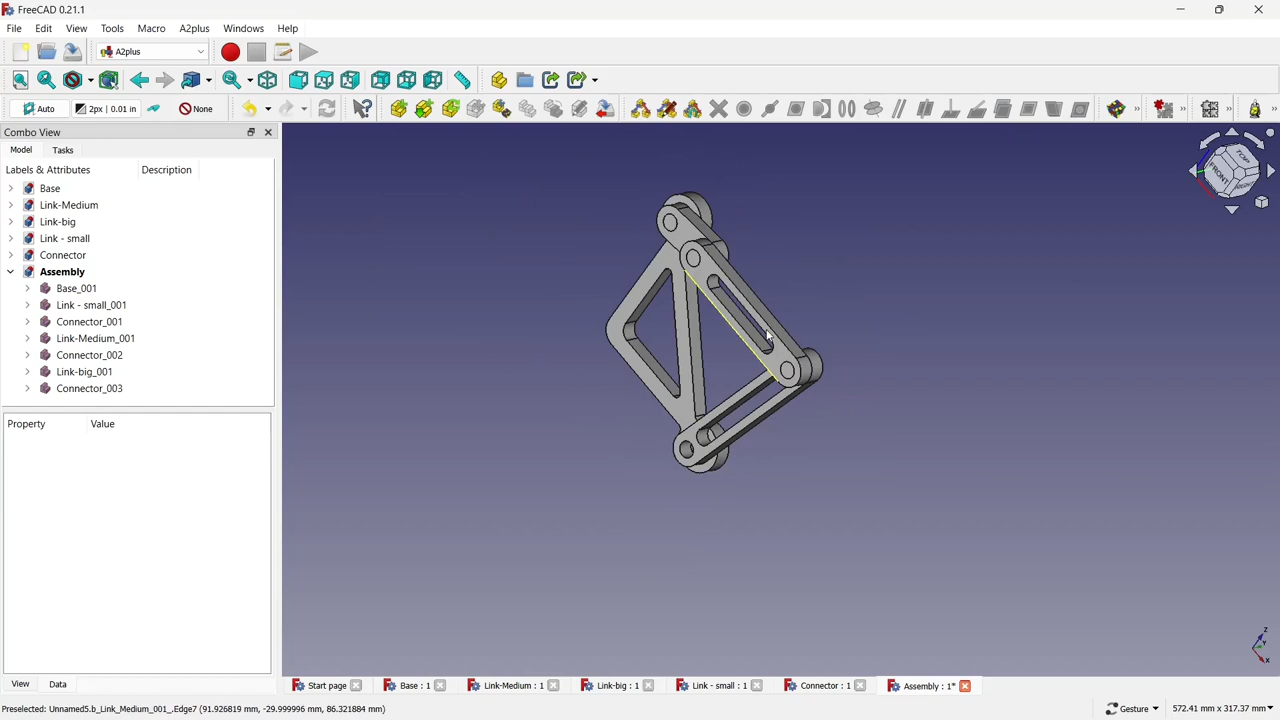 FreeCAD 0.21.1
File Edit View Tools Macro A2plus Windows Help
A2plus
Auto 2px | 0.01 in None
Combo View
Model Tasks
Labels & Attributes Description
Base
Link-Medium
Link-big
Link - small
Connector
Assembly
Base_001
Link - small_001
Connector_001
Link-Medium_001
Connector_002
Link-big_001
Connector_003
Property Value
TOP
FRONT
Z
Y
X
View Data
Start page Base : 1 Link-Medium : 1 Link-big : 1 Link - small : 1 Connector : 1 Assembly : 1*
Preselected: Unnamed5.b_Link_Medium_001_.Edge7 (91.926819 mm, -29.999996 mm, 86.321884 mm)
Gesture 572.41 mm x 317.37 mm